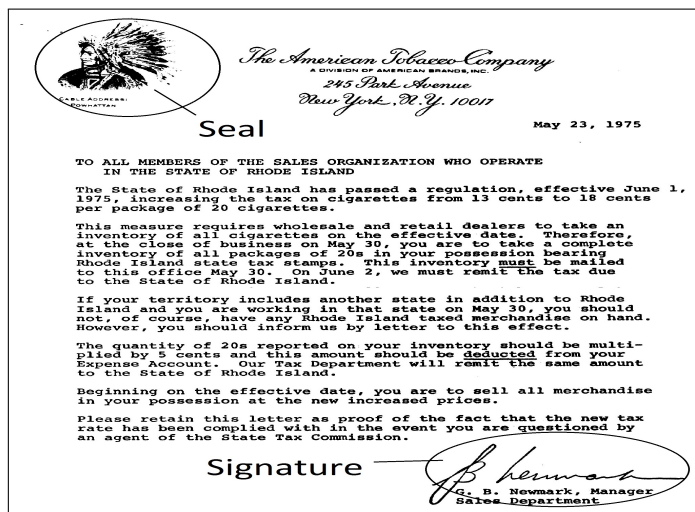 The American Tobacco Company
A DIVISION OF AMERICAN BRANDS, INC.
245 Park Avenue
New York, N.Y. 10017
CABLE ADDRESS:
POWHATTAN
Seal
May 23, 1975
TO ALL MEMBERS OF THE SALES ORGANIZATION WHO OPERATE
IN THE STATE OF RHODE ISLAND
The State of Rhode Island has passed a regulation, effective June 1,
1975, increasing the tax on cigarettes from 13 cents to 18 cents
per package of 20 cigarettes.
This measure requires wholesale and retail dealers to take an
inventory of all cigarettes on the effective date. Therefore,
at the close of business on May 30, you are to take a complete
inventory of all packages of 20s in your possession bearing
Rhode Island state tax stamps. This inventory must be mailed
to this office May 30. On June 2, we must remit the tax due
to the State of Rhode Island.
If your territory includes another state in addition to Rhode
Island and you are working in that state on May 30, you should
not, of course, have any Rhode Island taxed merchandise on hand.
However, you should inform us by letter to this effect.
The quantity of 20s reported on your inventory should be multi-
plied by 5 cents and this amount should be deducted from your
Expense Account. Our Tax Department will remit the same amount
to the State of Rhode Island.
Beginning on the effective date, you are to sell all merchandise
in your possession at the new increased prices.
Please retain this letter as proof of the fact that the new tax
rate has been complied with in the event you are questioned by
an agent of the State Tax Commission.
Signature
G. B. Newmark, Manager
Sales Department